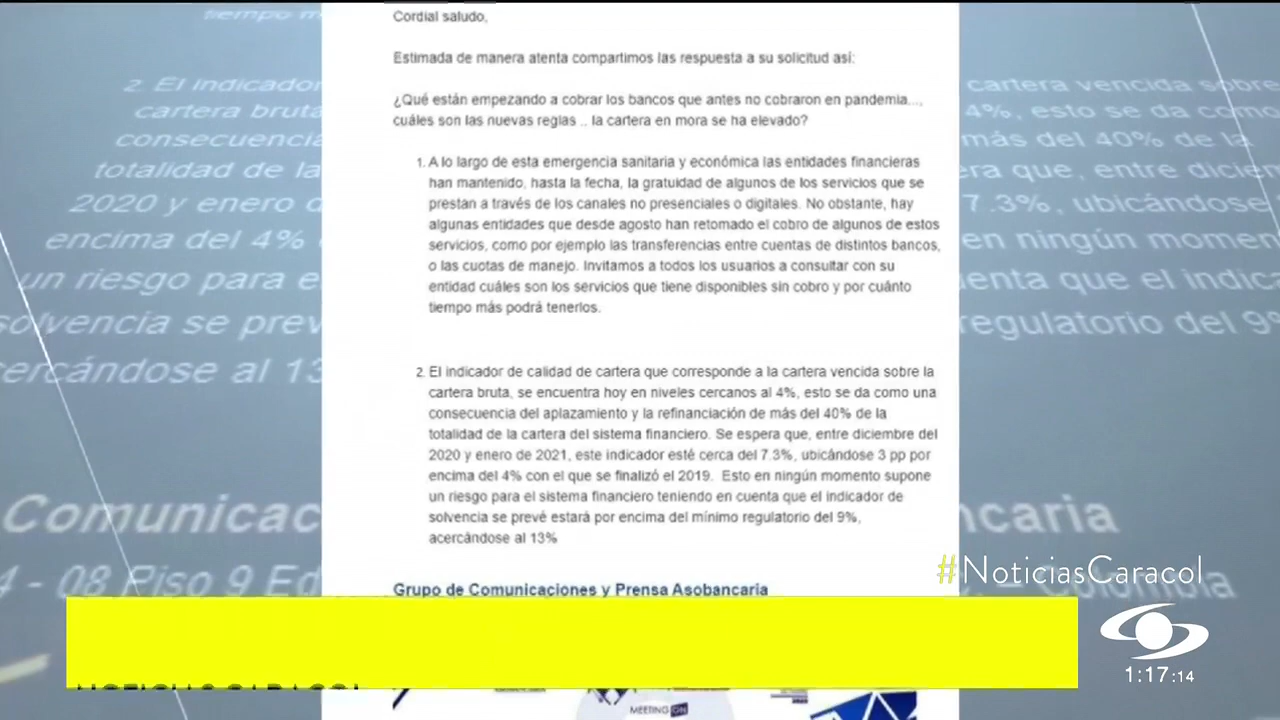 Cordial saludo,
Estimada de manera atenta compartimos las respuesta a su solicitud así:
¿Qué están empezando a cobrar los bancos que antes no cobraron en pandemia...,
cuáles son las nuevas reglas .. la cartera en mora se ha elevado?
1. A lo largo de esta emergencia sanitaria y económica las entidades financieras
han mantenido, hasta la fecha, la gratuidad de algunos de los servicios que se
prestan a través de los canales no presenciales o digitales. No obstante, hay
algunas entidades que desde agosto han retomado el cobro de algunos de estos
servicios, como por ejemplo las transferencias entre cuentas de distintos bancos,
o las cuotas de manejo. Invitamos a todos los usuarios a consultar con su
entidad cuáles son los servicios que tiene disponibles sin cobro y por cuánto
tiempo más podrá tenerlos.
2. El indicador de calidad de cartera que corresponde a la cartera vencida sobre la
cartera bruta, se encuentra hoy en niveles cercanos al 4%, esto se da como una
consecuencia del aplazamiento y la refinanciación de más del 40% de la
totalidad de la cartera del sistema financiero. Se espera que, entre diciembre del
2020 y enero de 2021, este indicador esté cerca del 7.3%, ubicándose 3 pp por
encima del 4% con el que se finalizó el 2019. Esto en ningún momento supone
un riesgo para el sistema financiero teniendo en cuenta que el indicador de
solvencia se prevé estará por encima del mínimo regulatorio del 9%,
acercándose al 13%
Grupo de Comunicaciones y Prensa Asobancaria
#NoticiasCaracol
1:17:14
MEETING ON